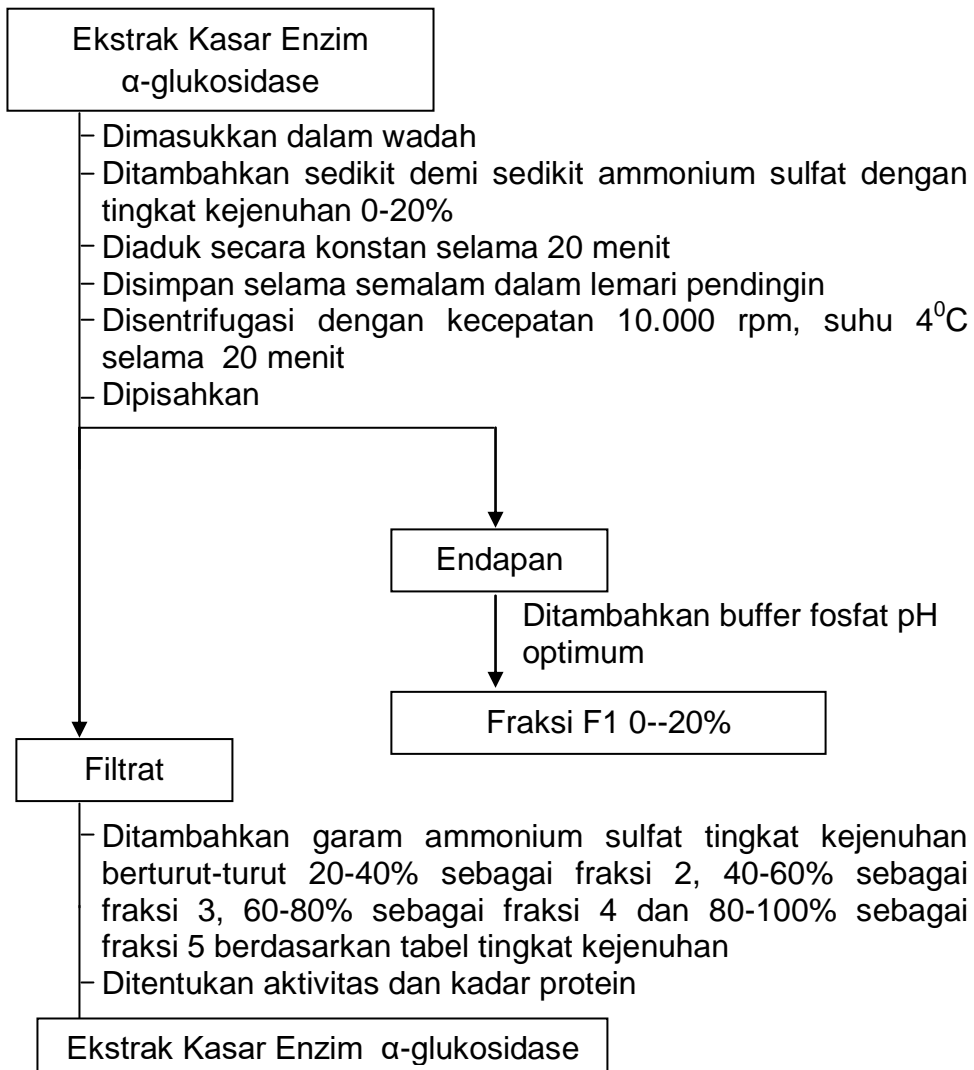 Ekstrak Kasar Enzim
α-glukosidase
− Dimasukkan dalam wadah
− Ditambahkan sedikit demi sedikit ammonium sulfat dengan
tingkat kejenuhan 0-20%
− Diaduk secara konstan selama 20 menit
− Disimpan selama semalam dalam lemari pendingin
− Disentrifugasi dengan kecepatan 10.000 rpm, suhu 4⁰C
selama 20 menit
− Dipisahkan
Endapan
Ditambahkan buffer fosfat pH
optimum
Fraksi F1 0--20%
Filtrat
− Ditambahkan garam ammonium sulfat tingkat kejenuhan
berturut-turut 20-40% sebagai fraksi 2, 40-60% sebagai
fraksi 3, 60-80% sebagai fraksi 4 dan 80-100% sebagai
fraksi 5 berdasarkan tabel tingkat kejenuhan
− Ditentukan aktivitas dan kadar protein
Ekstrak Kasar Enzim α-glukosidase